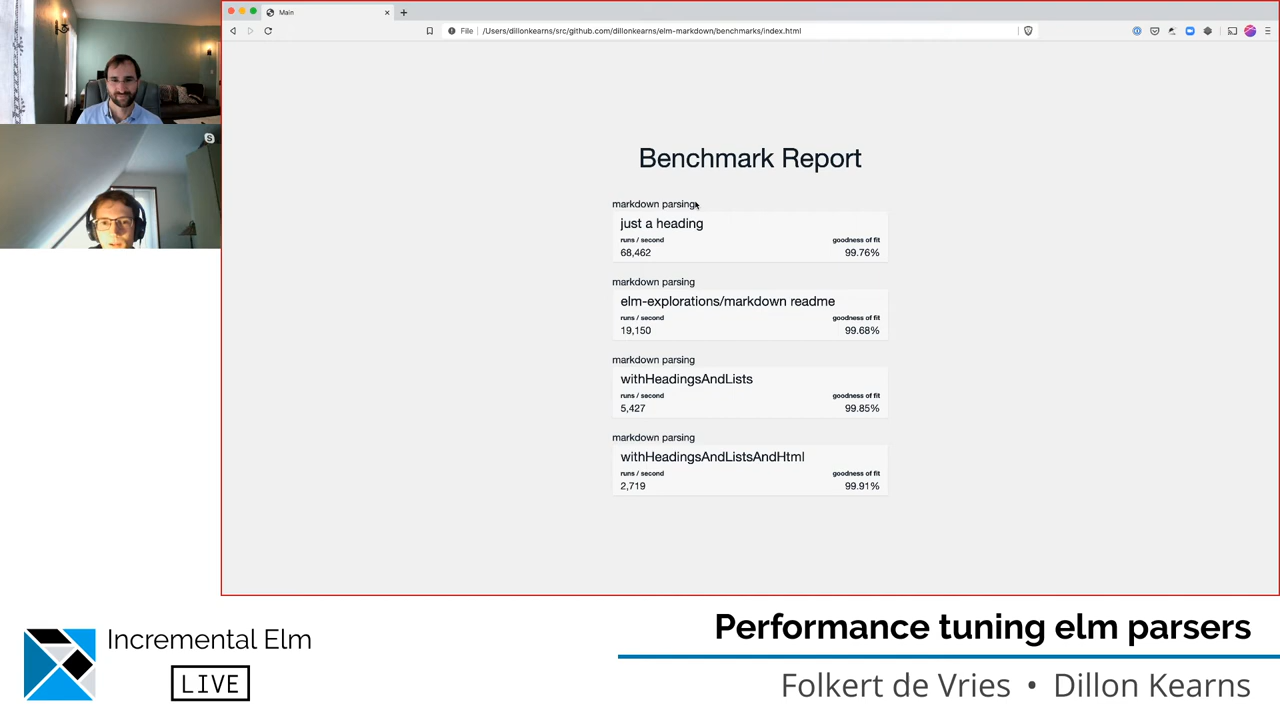 Main
File
/Users/dillonkearns/src/github.com/dillonkearns/elm-markdown/benchmarks/index.html
Benchmark Report
markdown parsing
just a heading
runs / second goodness of fit
68,462 99.76%
markdown parsing
elm-explorations/markdown readme
runs / second goodness of fit
19,150 99.68%
markdown parsing
withHeadingsAndLists
runs / second goodness of fit
5,427 99.85%
markdown parsing
withHeadingsAndListsAndHtml
runs / second goodness of fit
2,719 99.91%
Incremental Elm
LIVE
Performance tuning elm parsers
Folkert de Vries • Dillon Kearns